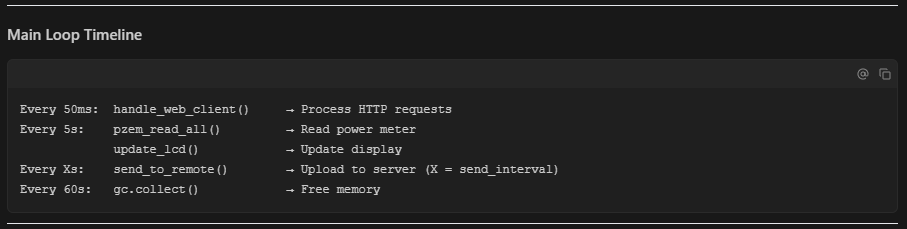 Main Loop Timeline
Every 50ms:  handle_web_client()     → Process HTTP requests
Every 5s:    pzem_read_all()         → Read power meter
             update_lcd()            → Update display
Every Xs:    send_to_remote()        → Upload to server (X = send_interval)
Every 60s:   gc.collect()            → Free memory